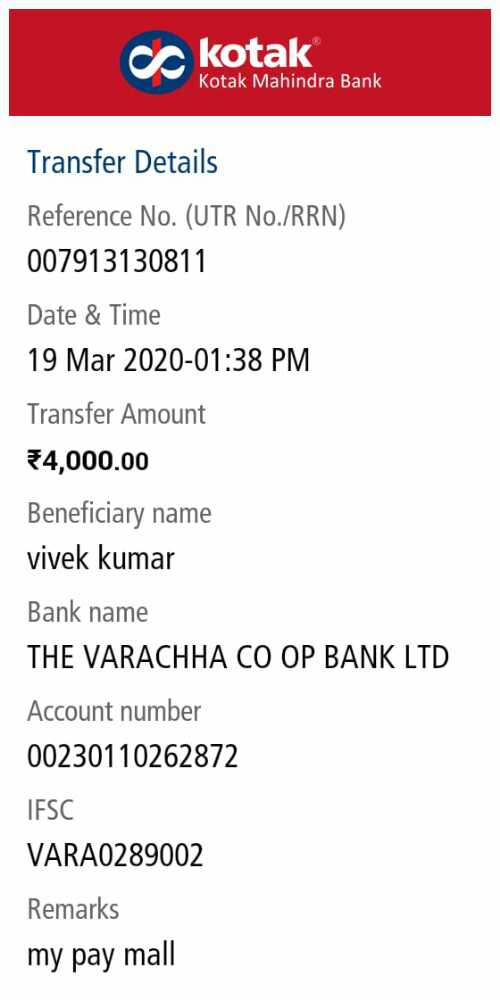 kotak®
Kotak Mahindra Bank
Transfer Details
Reference No. (UTR No./RRN)
007913130811
Date & Time
19 Mar 2020-01:38 PM
Transfer Amount
₹4,000.00
Beneficiary name
vivek kumar
Bank name
THE VARACHHA CO OP BANK LTD
Account number
00230110262872
IFSC
VARA0289002
Remarks
my pay mall